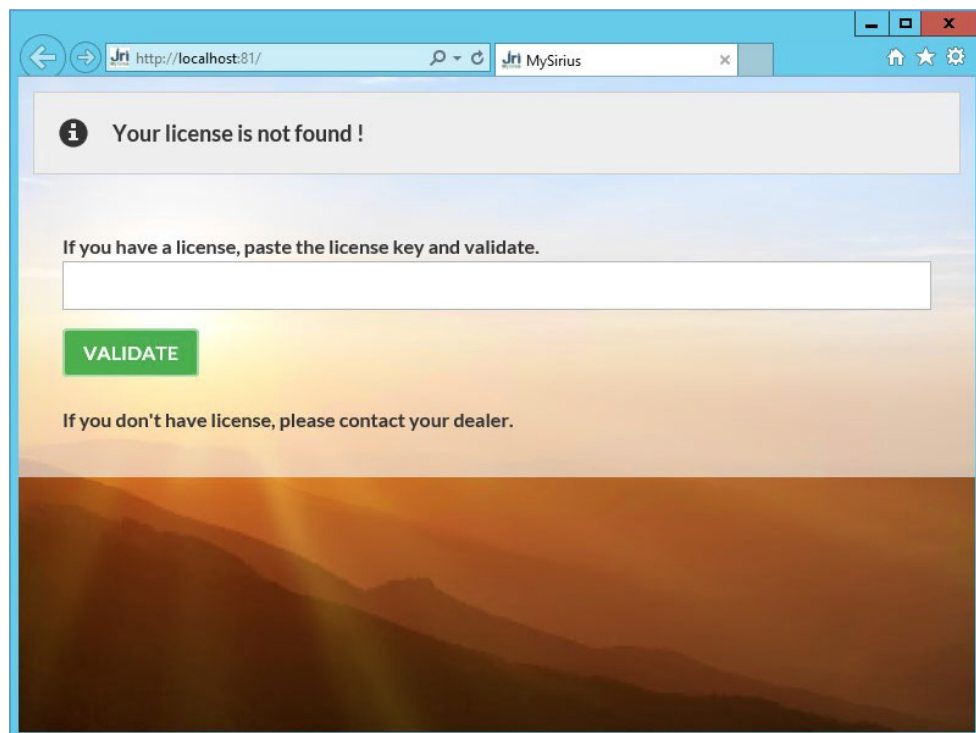 http://localhost:81/
Jri MySirius
Your license is not found !
If you have a license, paste the license key and validate.
VALIDATE
If you don't have license, please contact your dealer.